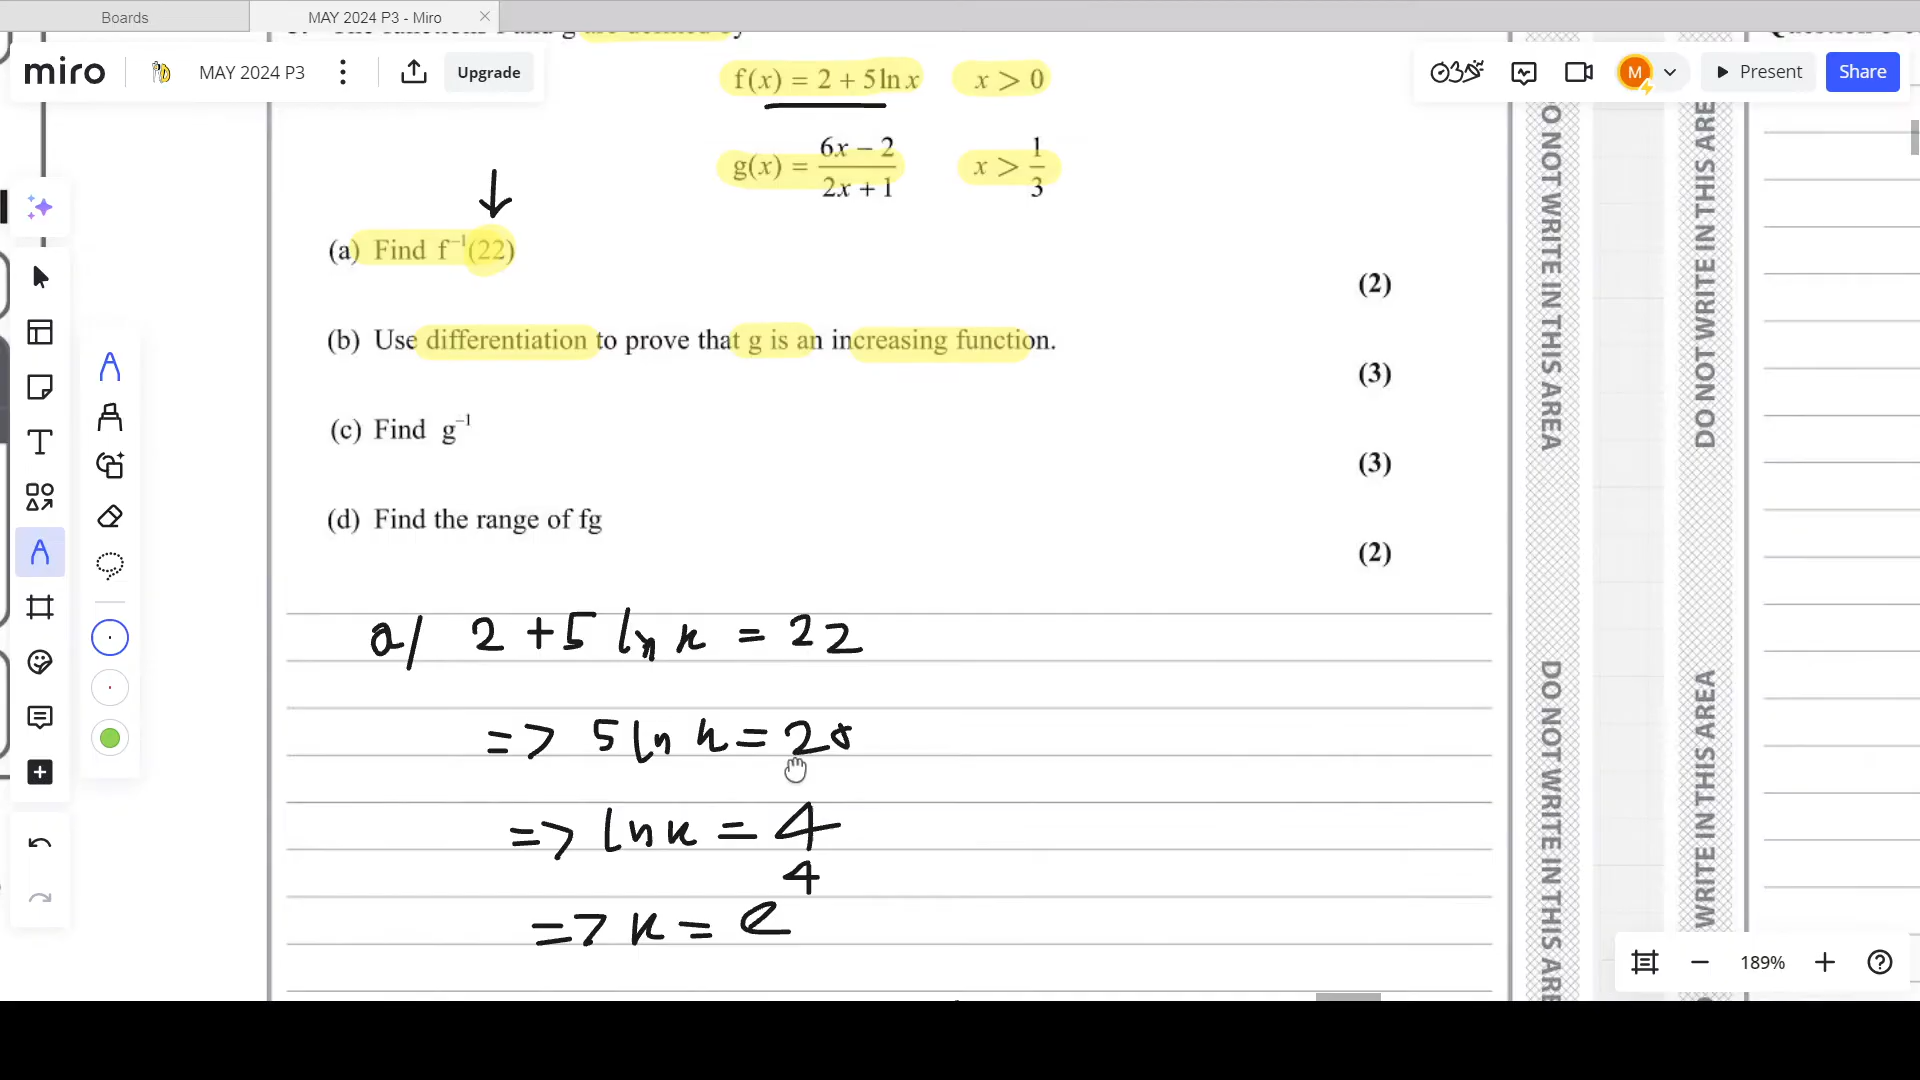 Boards
MAY 2024 P3 - Miro
miro
MAY 2024 P3
Upgrade
M
Present
Share
f(x) = 2 + 5 ln x x > 0
g(x) = (6x − 2)/(2x + 1) x > 1/3
(a) Find f⁻¹(22)
(2)
(b) Use differentiation to prove that g is an increasing function.
(3)
(c) Find g⁻¹
(3)
(d) Find the range of fg
(2)
a/ 2 + 5 ln x = 22
=> 5 ln x = 20
=> ln x = 4
=> x = e⁴
DO NOT WRITE IN THIS AREA
DO NOT WRITE IN THIS ARE
DO NOT WRITE IN THIS AREA
WRITE IN THIS AREA
189%